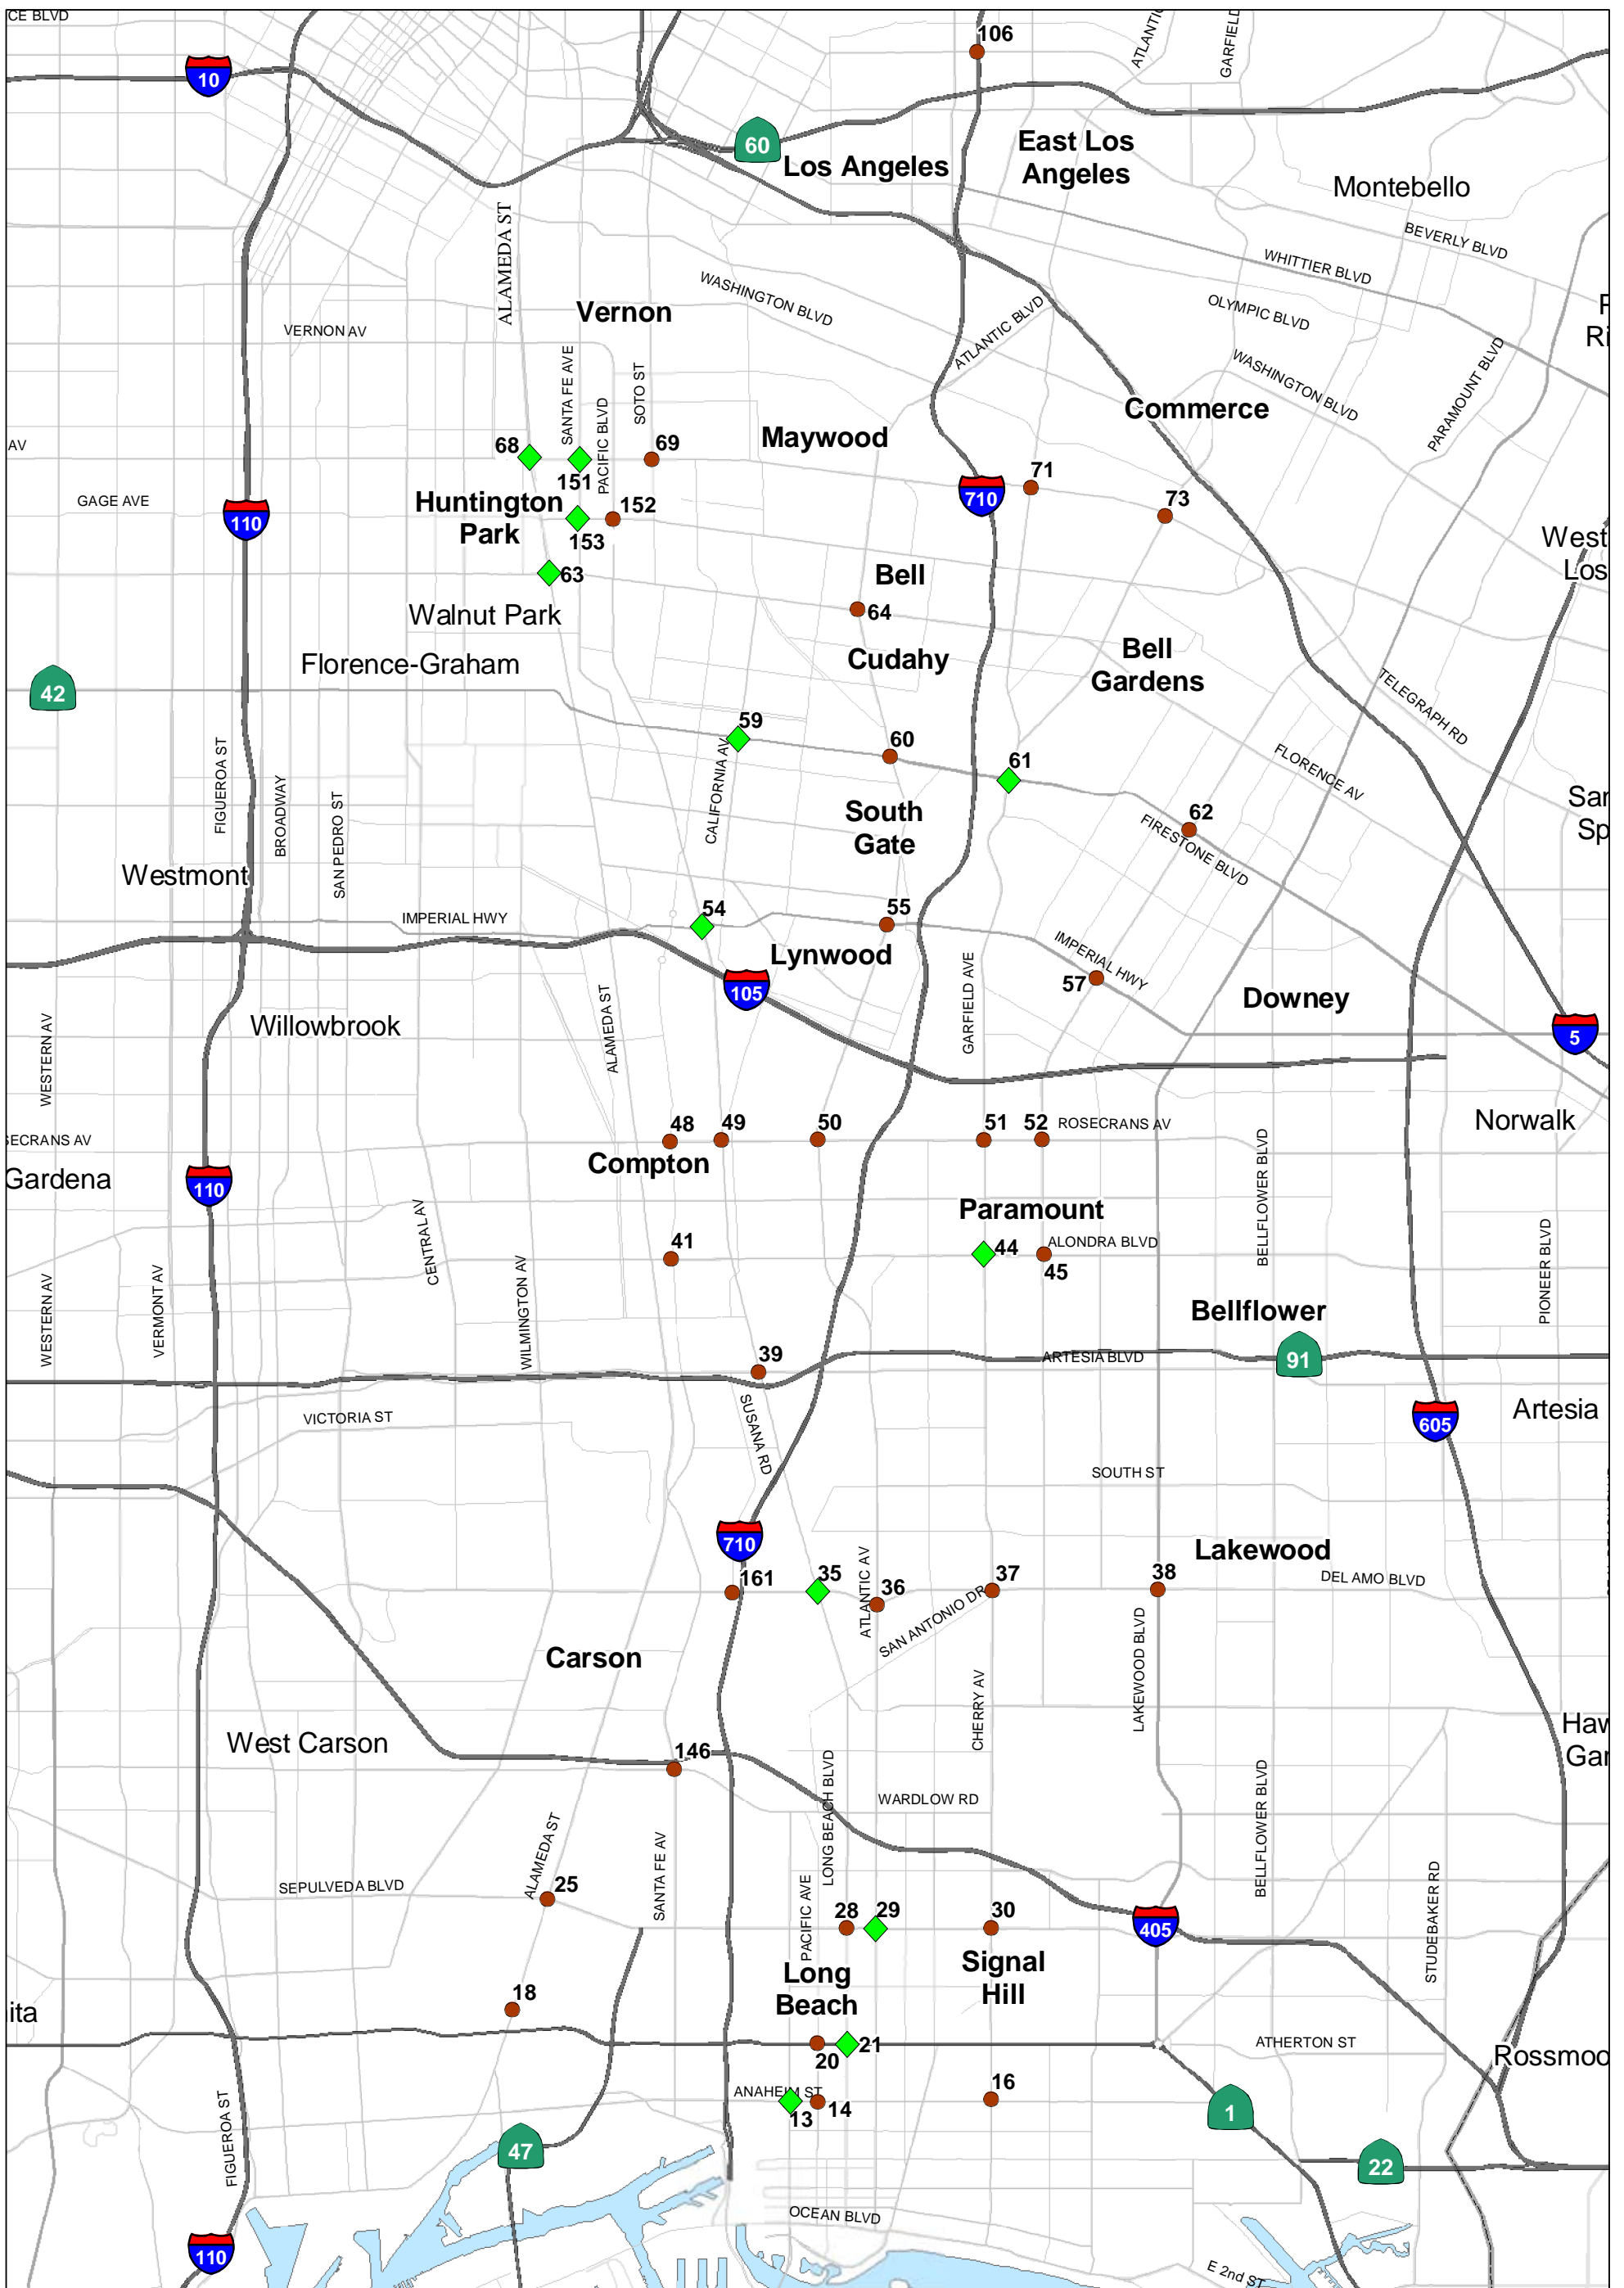 CE BLVD
106
ATLANTIC
GARFIELD
10
60
Los Angeles
East Los
Angeles
Montebello
BEVERLY BLVD
WHITTIER BLVD
ALAMEDA ST
WASHINGTON BLVD
Vernon
OLYMPIC BLVD
ATLANTIC BLVD
VERNON AV
WASHINGTON BLVD
PARAMOUNT BLVD
Ri
SANTA FE AVE
SOTO ST
PACIFIC BLVD
Commerce
AV
68
151
69
Maywood
71
710
73
GAGE AVE
110
Huntington
Park
152
153
West
Los
63
Bell
64
Walnut Park
Cudahy
Bell
Gardens
Florence-Graham
42
TELEGRAPH RD
59
60
61
FLORENCE AV
FIGUEROA ST
BROADWAY
SAN PEDRO ST
CALIFORNIA AV
South
Gate
62
FIRESTONE BLVD
San
Sp
Westmont
IMPERIAL HWY
54
55
Lynwood
IMPERIAL HWY
57
105
GARFIELD AVE
Downey
5
WESTERN AV
Willowbrook
ALAMEDA ST
SECRANS AV
48
49
50
51
52
ROSECRANS AV
Norwalk
Compton
Gardena
110
BELLFLOWER BLVD
Paramount
CENTRAL AV
41
44
ALONDRA BLVD
45
PIONEER BLVD
WESTERN AV
VERMONT AV
WILMINGTON AV
Bellflower
39
ARTESIA BLVD
91
VICTORIA ST
SUSANA RD
605
Artesia
SOUTH ST
710
Lakewood
161
35
ATLANTIC AV
36
37
38
DEL AMO BLVD
SAN ANTONIO DR
Carson
CHERRY AV
LAKEWOOD BLVD
West Carson
146
Haw
Gar
LONG BEACH BLVD
WARDLOW RD
BELLFLOWER BLVD
ALAMEDA ST
SANTA FE AV
25
SEPULVEDA BLVD
PACIFIC AVE
28
29
30
405
STUDEBAKER RD
Long
Beach
Signal
Hill
18
ita
20
21
ATHERTON ST
Rossmoo
ANAHEIM ST
13
14
16
1
FIGUEROA ST
47
22
OCEAN BLVD
110
E 2nd ST